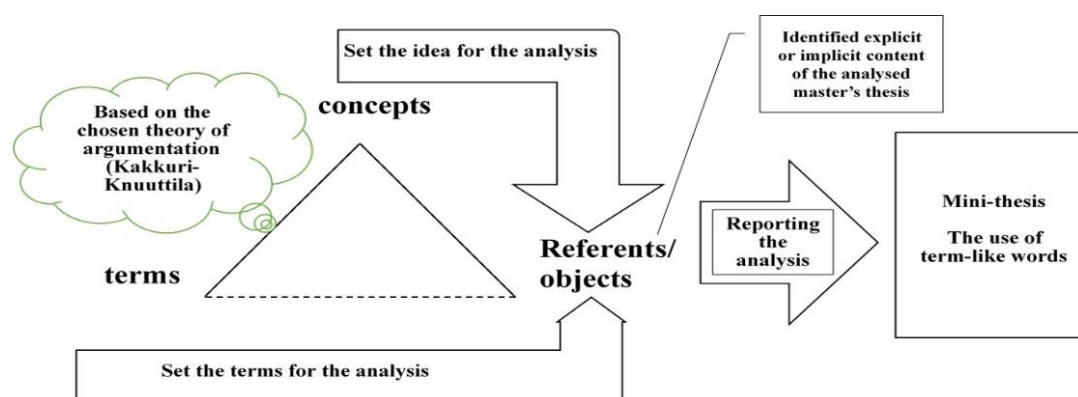 Set the idea for the analysis
Identified explicit
or implicit content
of the analysed
master's thesis
concepts
Based on the
chosen theory of
argumentation
(Kakkuri-
Knuuttila)
terms
Referents/
objects
Reporting
the
analysis
Mini-thesis
The use of
term-like words
Set the terms for the analysis